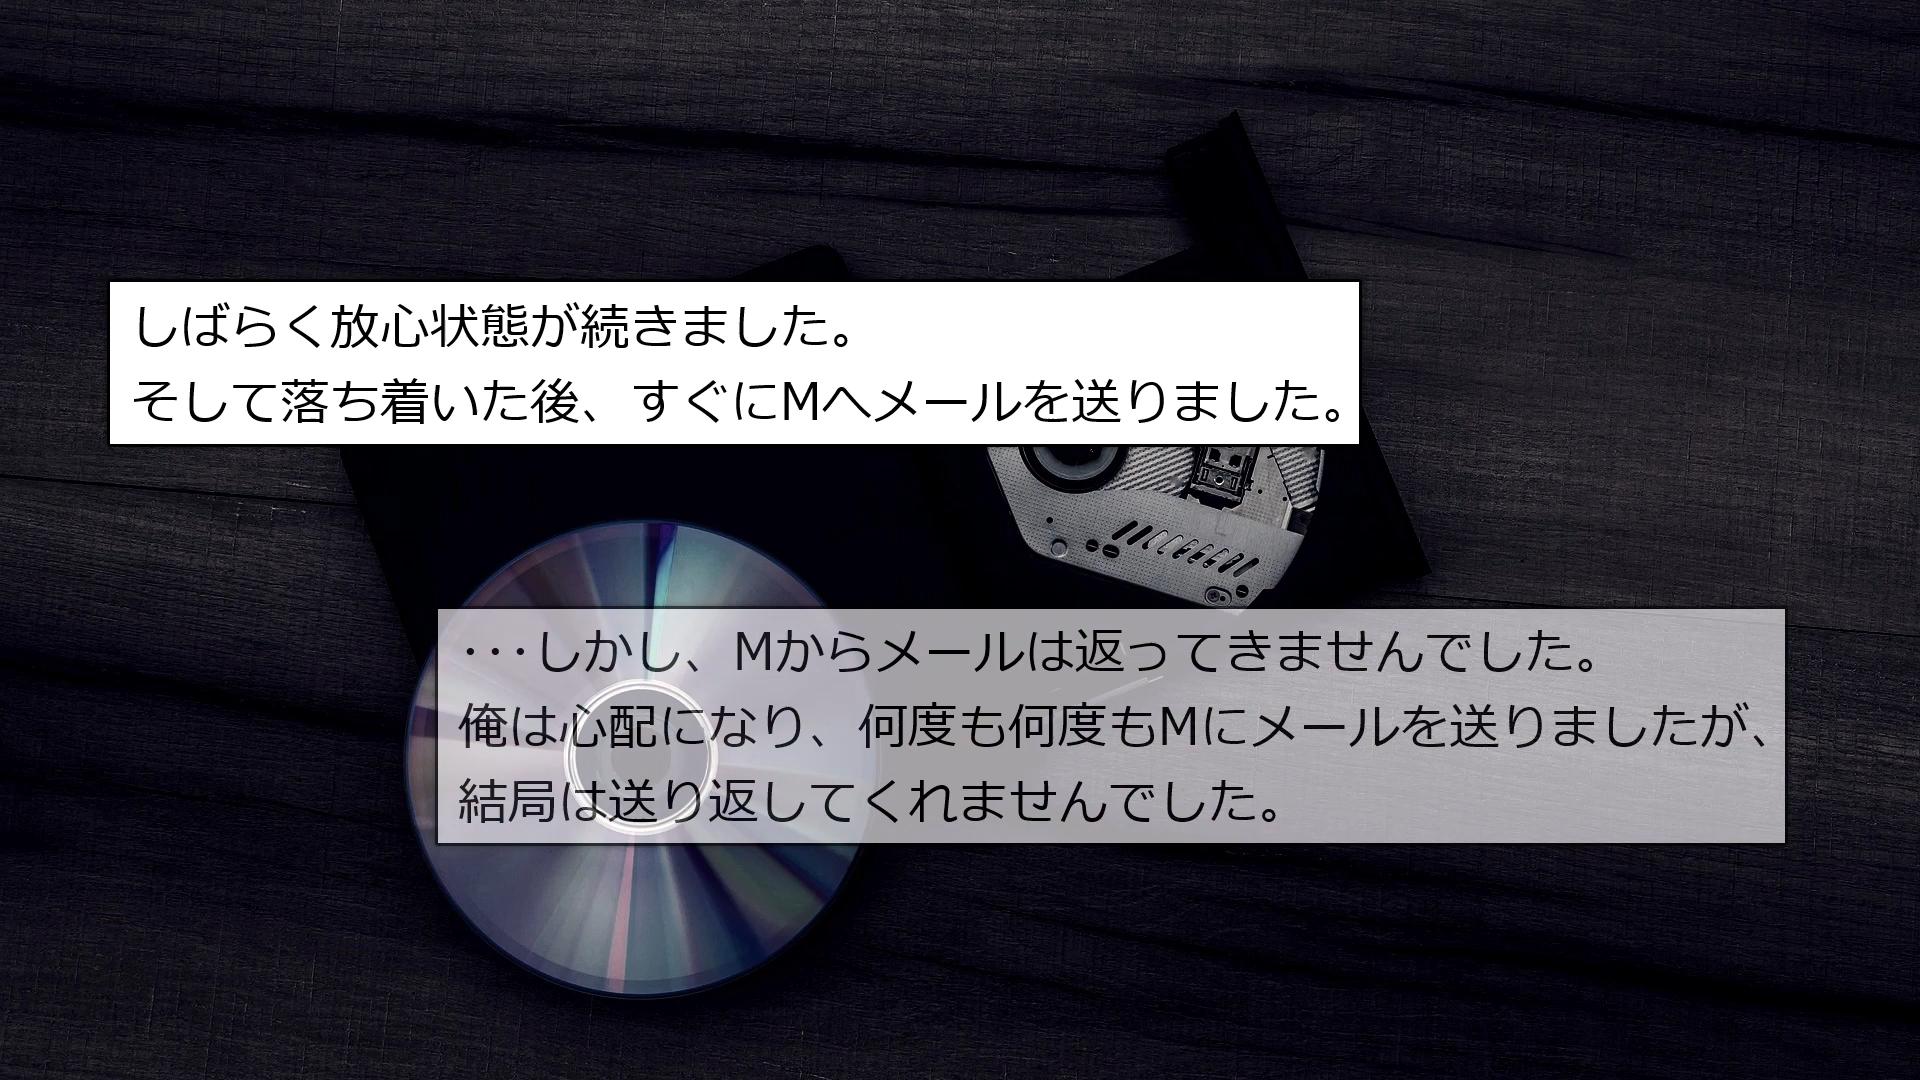 しばらく放心状態が続きました。
そして落ち着いた後、すぐにMへメールを送りました。
･･･しかし、Mからメールは返ってきませんでした。
俺は心配になり、何度も何度もMにメールを送りましたが、
結局は送り返してくれませんでした。